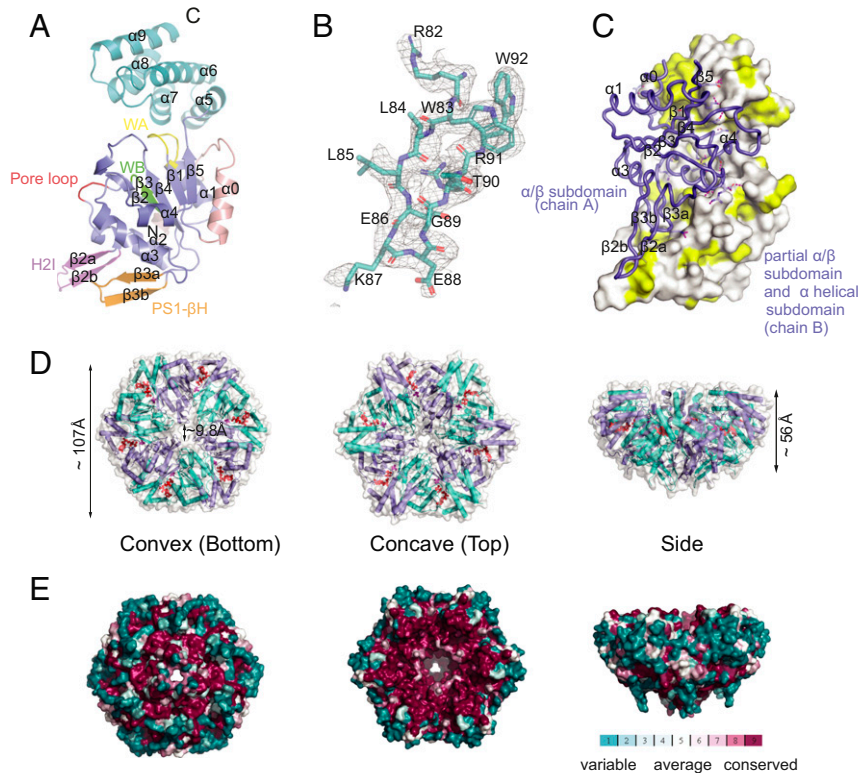 A
C
α9
α8
α6
α7
α5
WA
WB
β5
β1
β3
β4
β2
α1
α0
Pore loop
α4
N
α2
α3
H2I
β2a
β2b
β3a
β3b
PS1-βH
B
R82
W92
L84
W83
R91
L85
T90
E86
G89
K87
E88
C
α0
α1
β5
β1
β4
α4
β3
β2
α3
α/β subdomain
(chain A)
β3b
β3a
β2b
β2a
partial α/β
subdomain
and α helical
subdomain
(chain B)
D
~ 107Å
~9.8Å
~ 56 Å
Convex (Bottom)
Concave (Top)
Side
E
1 2 3 4 5 6 7 8 9
variable average conserved